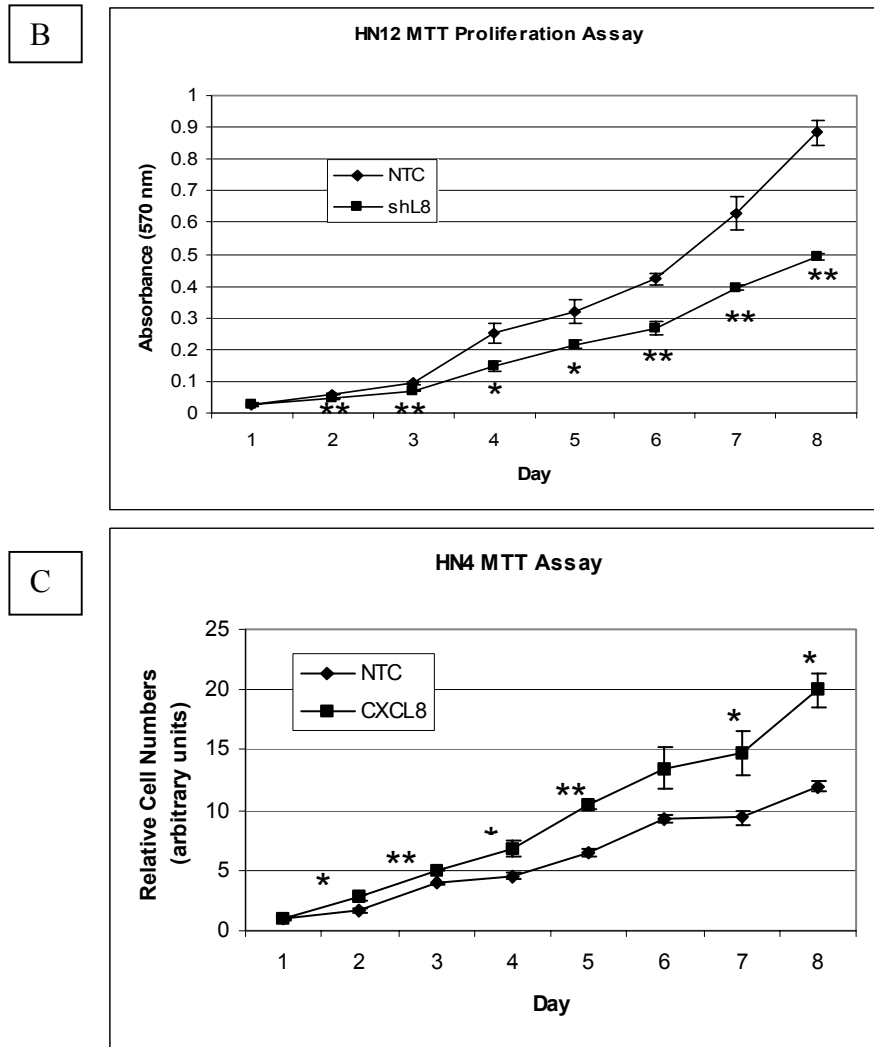 B
HN12 MTT Proliferation Assay
1
0.9
0.8
0.7
0.6
0.5
0.4
0.3
0.2
0.1
0
Absorbance (570 nm)
NTC
shL8
** ** * * ** ** **
1 2 3 4 5 6 7 8
Day
C
HN4 MTT Assay
25
20
15
10
5
0
Relative Cell Numbers
(arbitrary units)
NTC
CXCL8
* ** * ** * *
1 2 3 4 5 6 7 8
Day